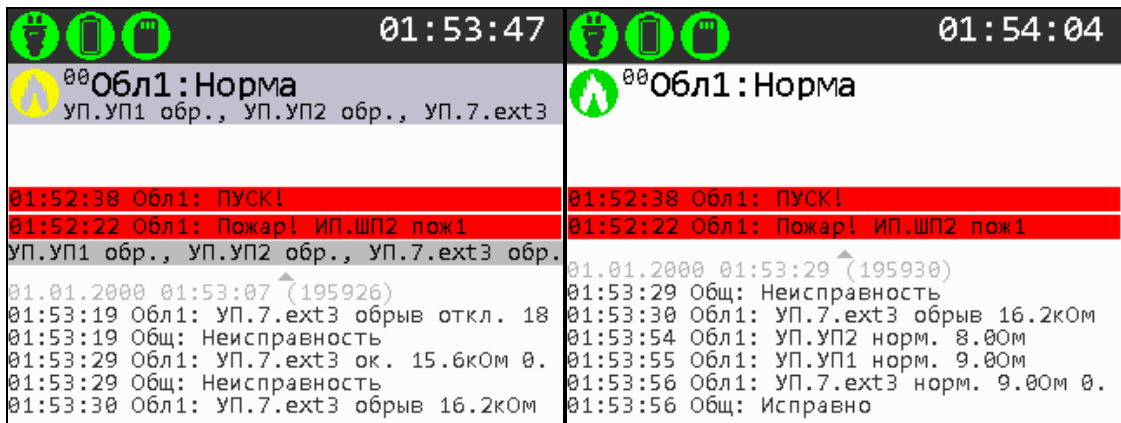 01:53:47
00Обл1:Норма
УП.УП1 обр., УП.УП2 обр., УП.7.ext3
01:52:38 Обл1: ПУСК!
01:52:22 Обл1: Пожар! ИП.ШП2 пож1
УП.УП1 обр., УП.УП2 обр., УП.7.ext3 обр.
01.01.2000 01:53:07 (195926)
01:53:19 Обл1: УП.7.ext3 обрыв откл. 18
01:53:19 Общ: Неисправность
01:53:29 Обл1: УП.7.ext3 ок. 15.6кОм 0.
01:53:29 Общ: Неисправность
01:53:30 Обл1: УП.7.ext3 обрыв 16.2кОм
01:54:04
00Обл1:Норма
01:52:38 Обл1: ПУСК!
01:52:22 Обл1: Пожар! ИП.ШП2 пож1
01.01.2000 01:53:29 (195930)
01:53:29 Общ: Неисправность
01:53:30 Обл1: УП.7.ext3 обрыв 16.2кОм
01:53:54 Обл1: УП.УП2 норм. 8.0Ом
01:53:55 Обл1: УП.УП1 норм. 9.0Ом
01:53:56 Обл1: УП.7.ext3 норм. 9.0Ом 0.
01:53:56 Общ: Исправно